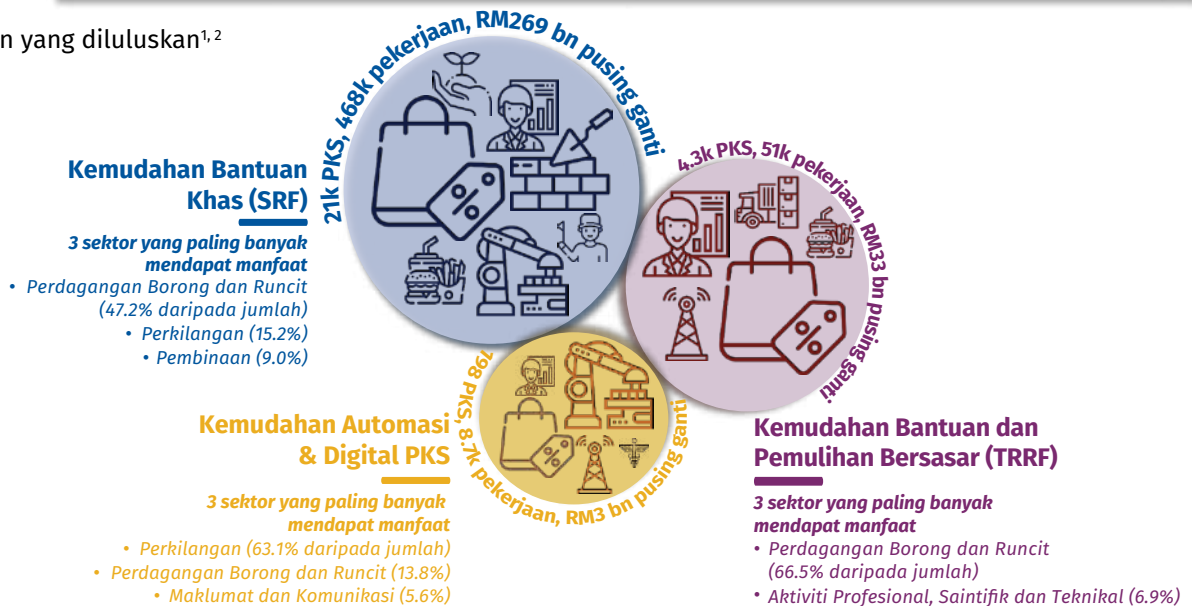 n yang diluluskan1, 2
21k PKS, 468k pekerjaan, RM269 bn pusing ganti
Kemudahan Bantuan
Khas (SRF)
3 sektor yang paling banyak
mendapat manfaat
• Perdagangan Borong dan Runcit
(47.2% daripada jumlah)
• Perkilangan (15.2%)
• Pembinaan (9.0%)
4.3k PKS, 51k pekerjaan, RM33 bn pusing ganti
798 PKS, 8.7k pekerjaan, RM3 bn pusing ganti
Kemudahan Automasi
& Digital PKS
3 sektor yang paling banyak
mendapat manfaat
• Perkilangan (63.1% daripada jumlah)
• Perdagangan Borong dan Runcit (13.8%)
• Maklumat dan Komunikasi (5.6%)
Kemudahan Bantuan dan
Pemulihan Bersasar (TRRF)
3 sektor yang paling banyak
mendapat manfaat
• Perdagangan Borong dan Runcit
(66.5% daripada jumlah)
• Aktiviti Profesional, Saintifik dan Teknikal (6.9%)